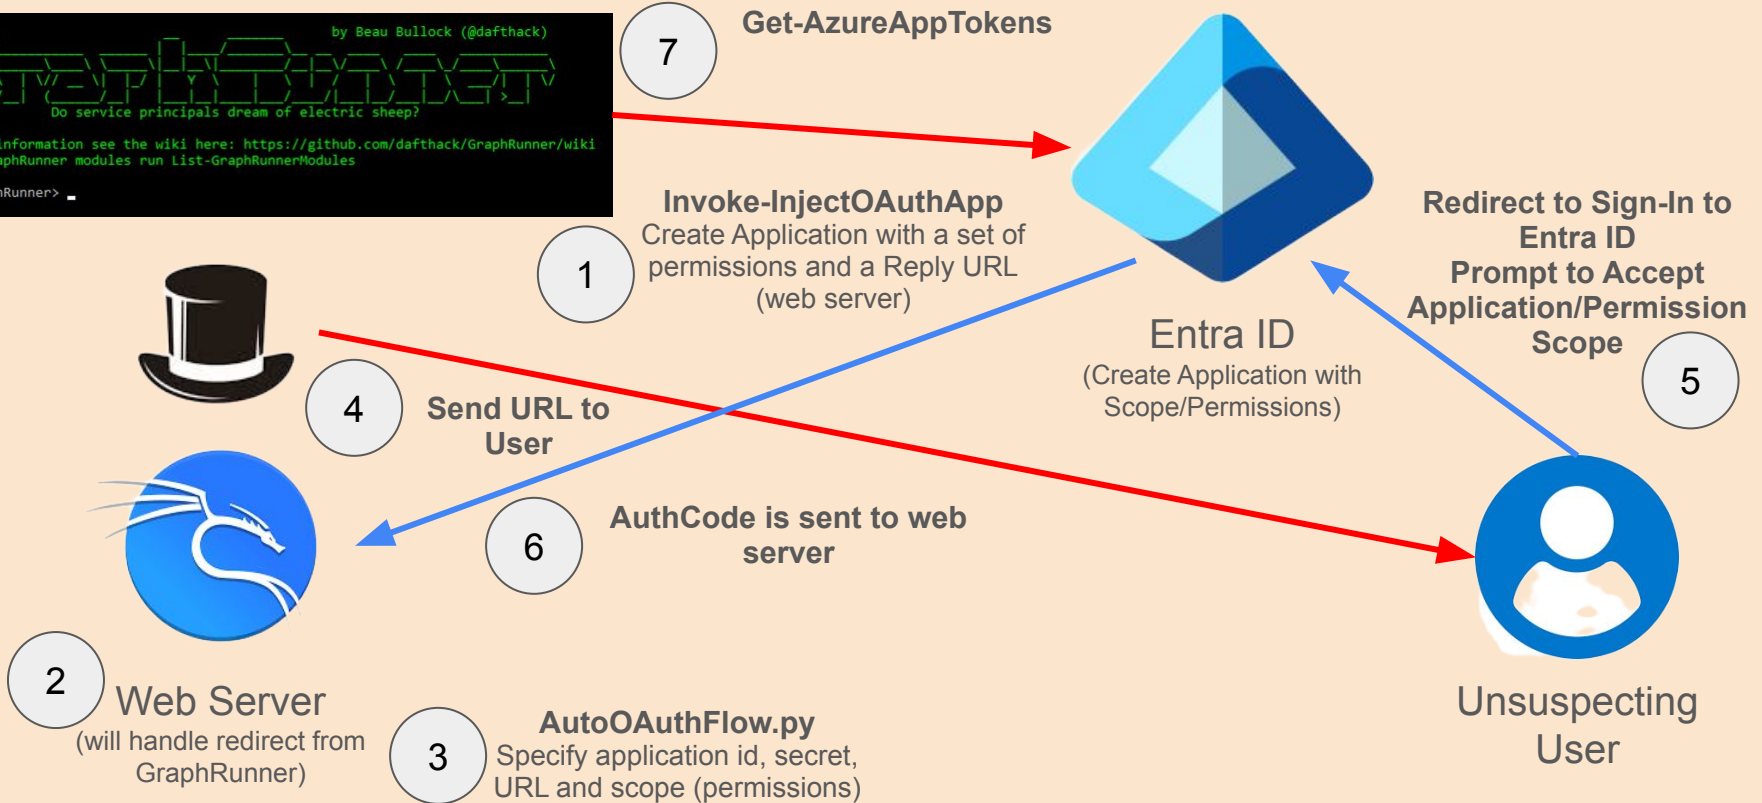 by Beau Bullock (@dafthack)
Do service principals dream of electric sheep?
information see the wiki here: https://github.com/dafthack/GraphRunner/wiki
aphRunner modules run List-GraphRunnerModules
hRunner>
7
Get-AzureAppTokens
1
Invoke-InjectOAuthApp
Create Application with a set of
permissions and a Reply URL
(web server)
Redirect to Sign-In to
Entra ID
Prompt to Accept
Application/Permission
Scope
5
Entra ID
(Create Application with
Scope/Permissions)
4
Send URL to
User
6
AuthCode is sent to web
server
2
Web Server
(will handle redirect from
GraphRunner)
3
AutoOAuthFlow.py
Specify application id, secret,
URL and scope (permissions)
Unsuspecting
User